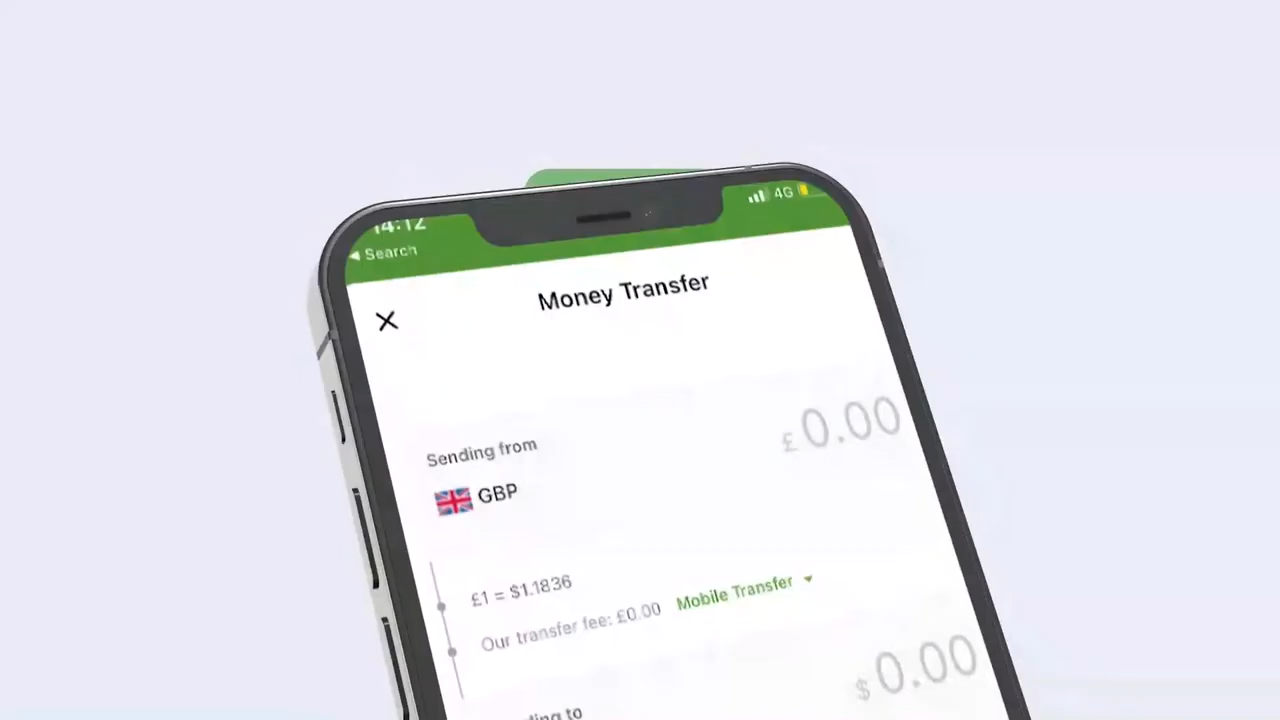 14:12
4G
◀ Search
Money Transfer
Sending from
£ 0.00
GBP
£1 = $1.1836
Our transfer fee: £0.00 Mobile Transfer
$ 0.00